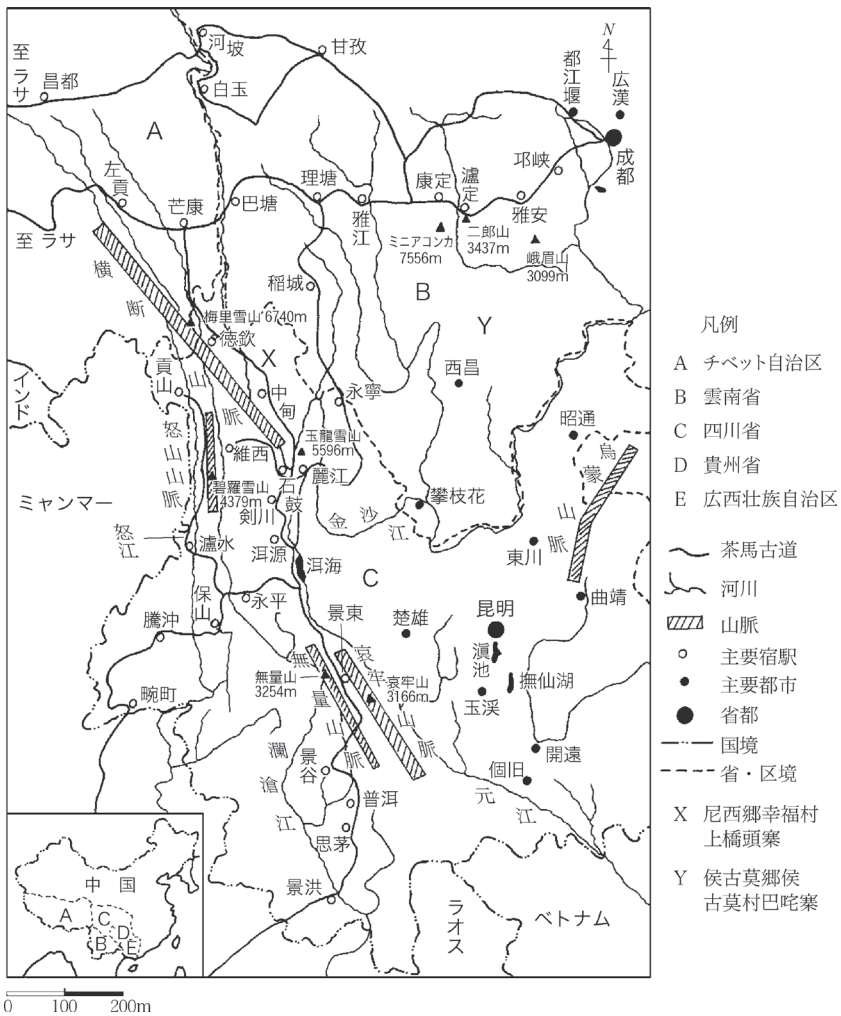 至ラサ
昌都
河坡
甘孜
白玉
N
都江堰
広漢
成都
A
左貢
芒康
巴塘
理塘
雅江
康定
瀘定
邛峡
雅安
至ラサ
二郎山
3437m
ミニアコンカ
7556m
峨眉山
3099m
横断山脈
稲城
B
Y
梅里雪山 6740m
徳欽
X
インド
貢山
中甸
永寧
西昌
昭通
怒山山脈
玉龍雪山
5596m
維西
麗江
石鼓
碧羅雪山
4379m
剣川
烏蒙山脈
ミャンマー
攀枝花
金沙江
怒江
瀘水
洱源
洱海
東川
C
保山
永平
曲靖
騰沖
景東
楚雄
昆明
滇池
無量山
3254m
哀牢山
3166m
撫仙湖
無量山脈
哀牢山脈
玉渓
畹町
瀾滄江
景谷
開遠
個旧
普洱
元江
思茅
景洪
ラオス
ベトナム
中国
A
C
B
D
E
0 100 200m
凡例
A チベット自治区
B 雲南省
C 四川省
D 貴州省
E 広西壮族自治区
茶馬古道
河川
山脈
主要宿駅
主要都市
省都
国境
省・区境
X 尼西郷幸福村
上橋頭寨
Y 侯古莫郷侯
古莫村巴咤寨